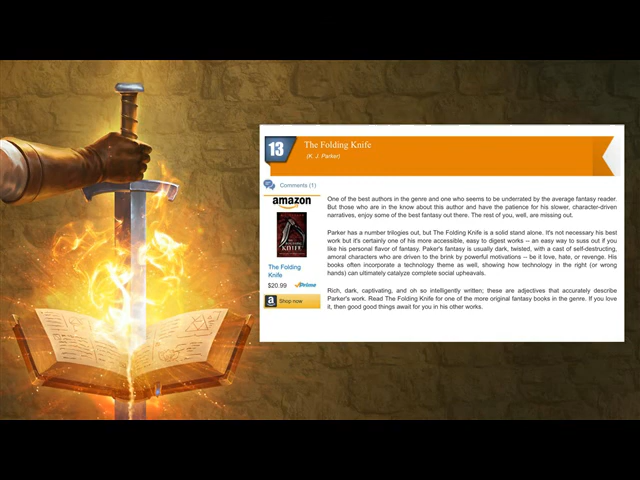 13
The Folding Knife
(K. J. Parker)
Comments (1)
amazon
THE FOLDING
KNIFE
The Folding
Knife
$20.99 Prime
a Shop now
One of the best authors in the genre and one who seems to be underrated by the average fantasy reader.
But those who are in the know about this author and have the patience for his slower, character-driven
narratives, enjoy some of the best fantasy out there. The rest of you, well, are missing out.
Parker has a number trilogies out, but The Folding Knife is a solid stand alone. It's not necessary his best
work but it's certainly one of his more accessible, easy to digest works -- an easy way to suss out if you
like his personal flavor of fantasy. Paker's fantasy is usually dark, twisted, with a cast of self-destructing,
amoral characters who are driven to the brink by powerful motivations -- be it love, hate, or revenge. His
books often incorporate a technology theme as well, showing how technology in the right (or wrong
hands) can ultimately catalyze complete social upheavals.
Rich, dark, captivating, and oh so intelligently written; these are adjectives that accurately describe
Parker's work. Read The Folding Knife for one of the more original fantasy books in the genre. If you love
it, then good good things await for you in his other works.